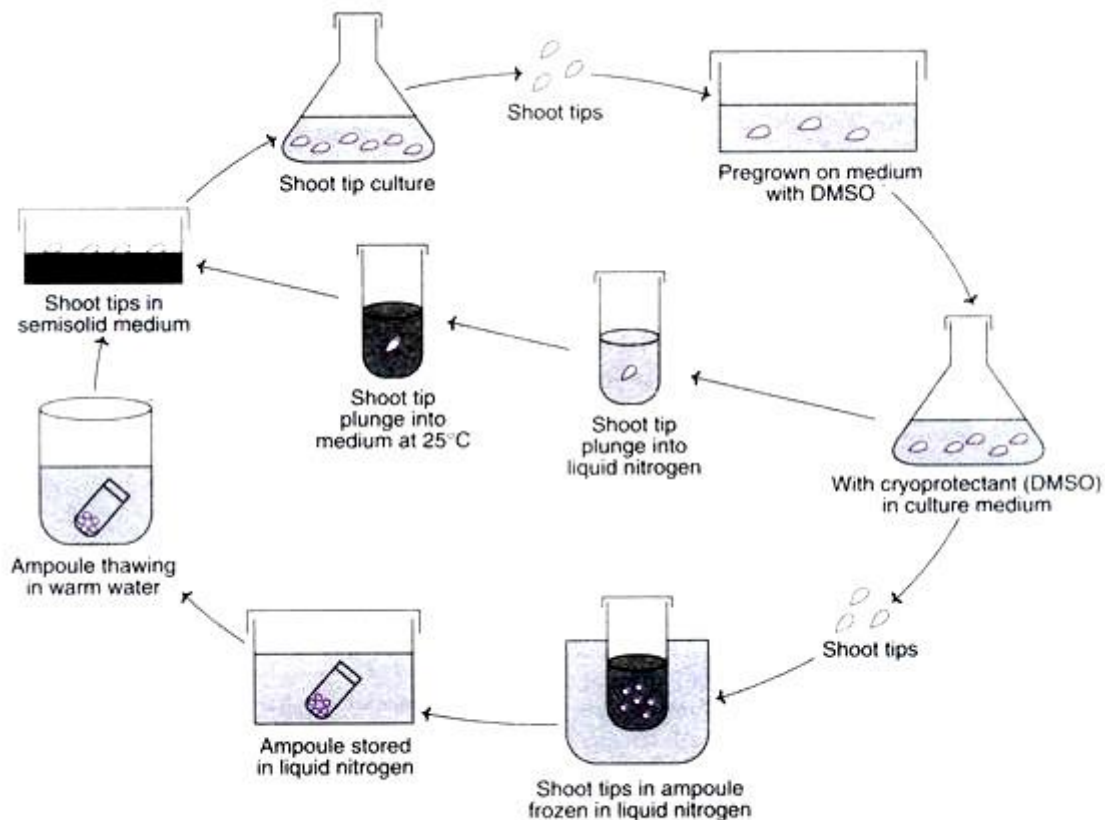 Shoot tips
Shoot tip culture
Pregrown on medium
with DMSO
Shoot tips in
semisolid medium
Shoot tip
plunge into
medium at 25°C
Shoot tip
plunge into
liquid nitrogen
With cryoprotectant (DMSO)
in culture medium
Ampoule thawing
in warm water
Shoot tips
Ampoule stored
in liquid nitrogen
Shoot tips in ampoule
frozen in liquid nitrogen